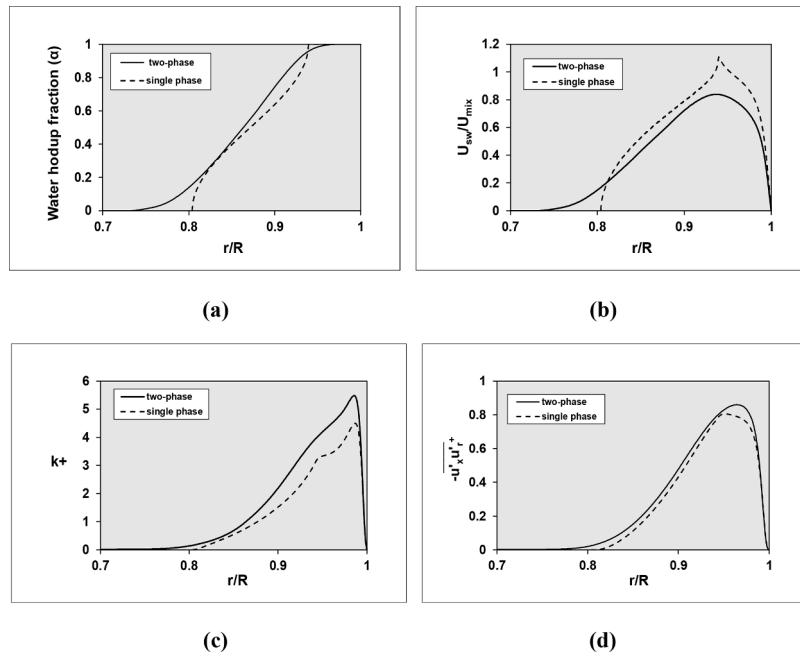 Water hodup fraction (α)
1
0.8
0.6
0.4
0.2
0
two-phase
single phase
0.7 0.8 0.9 1
r/R
(a)
U_sw/U_mix
1.2
1
0.8
0.6
0.4
0.2
0
two-phase
single phase
0.7 0.8 0.9 1
r/R
(b)
k+
6
5
4
3
2
1
0
two-phase
single phase
0.7 0.8 0.9 1
r/R
(c)
-u'ₓu'ᵣ⁺
1
0.8
0.6
0.4
0.2
0
two-phase
single phase
0.7 0.8 0.9 1
r/R
(d)